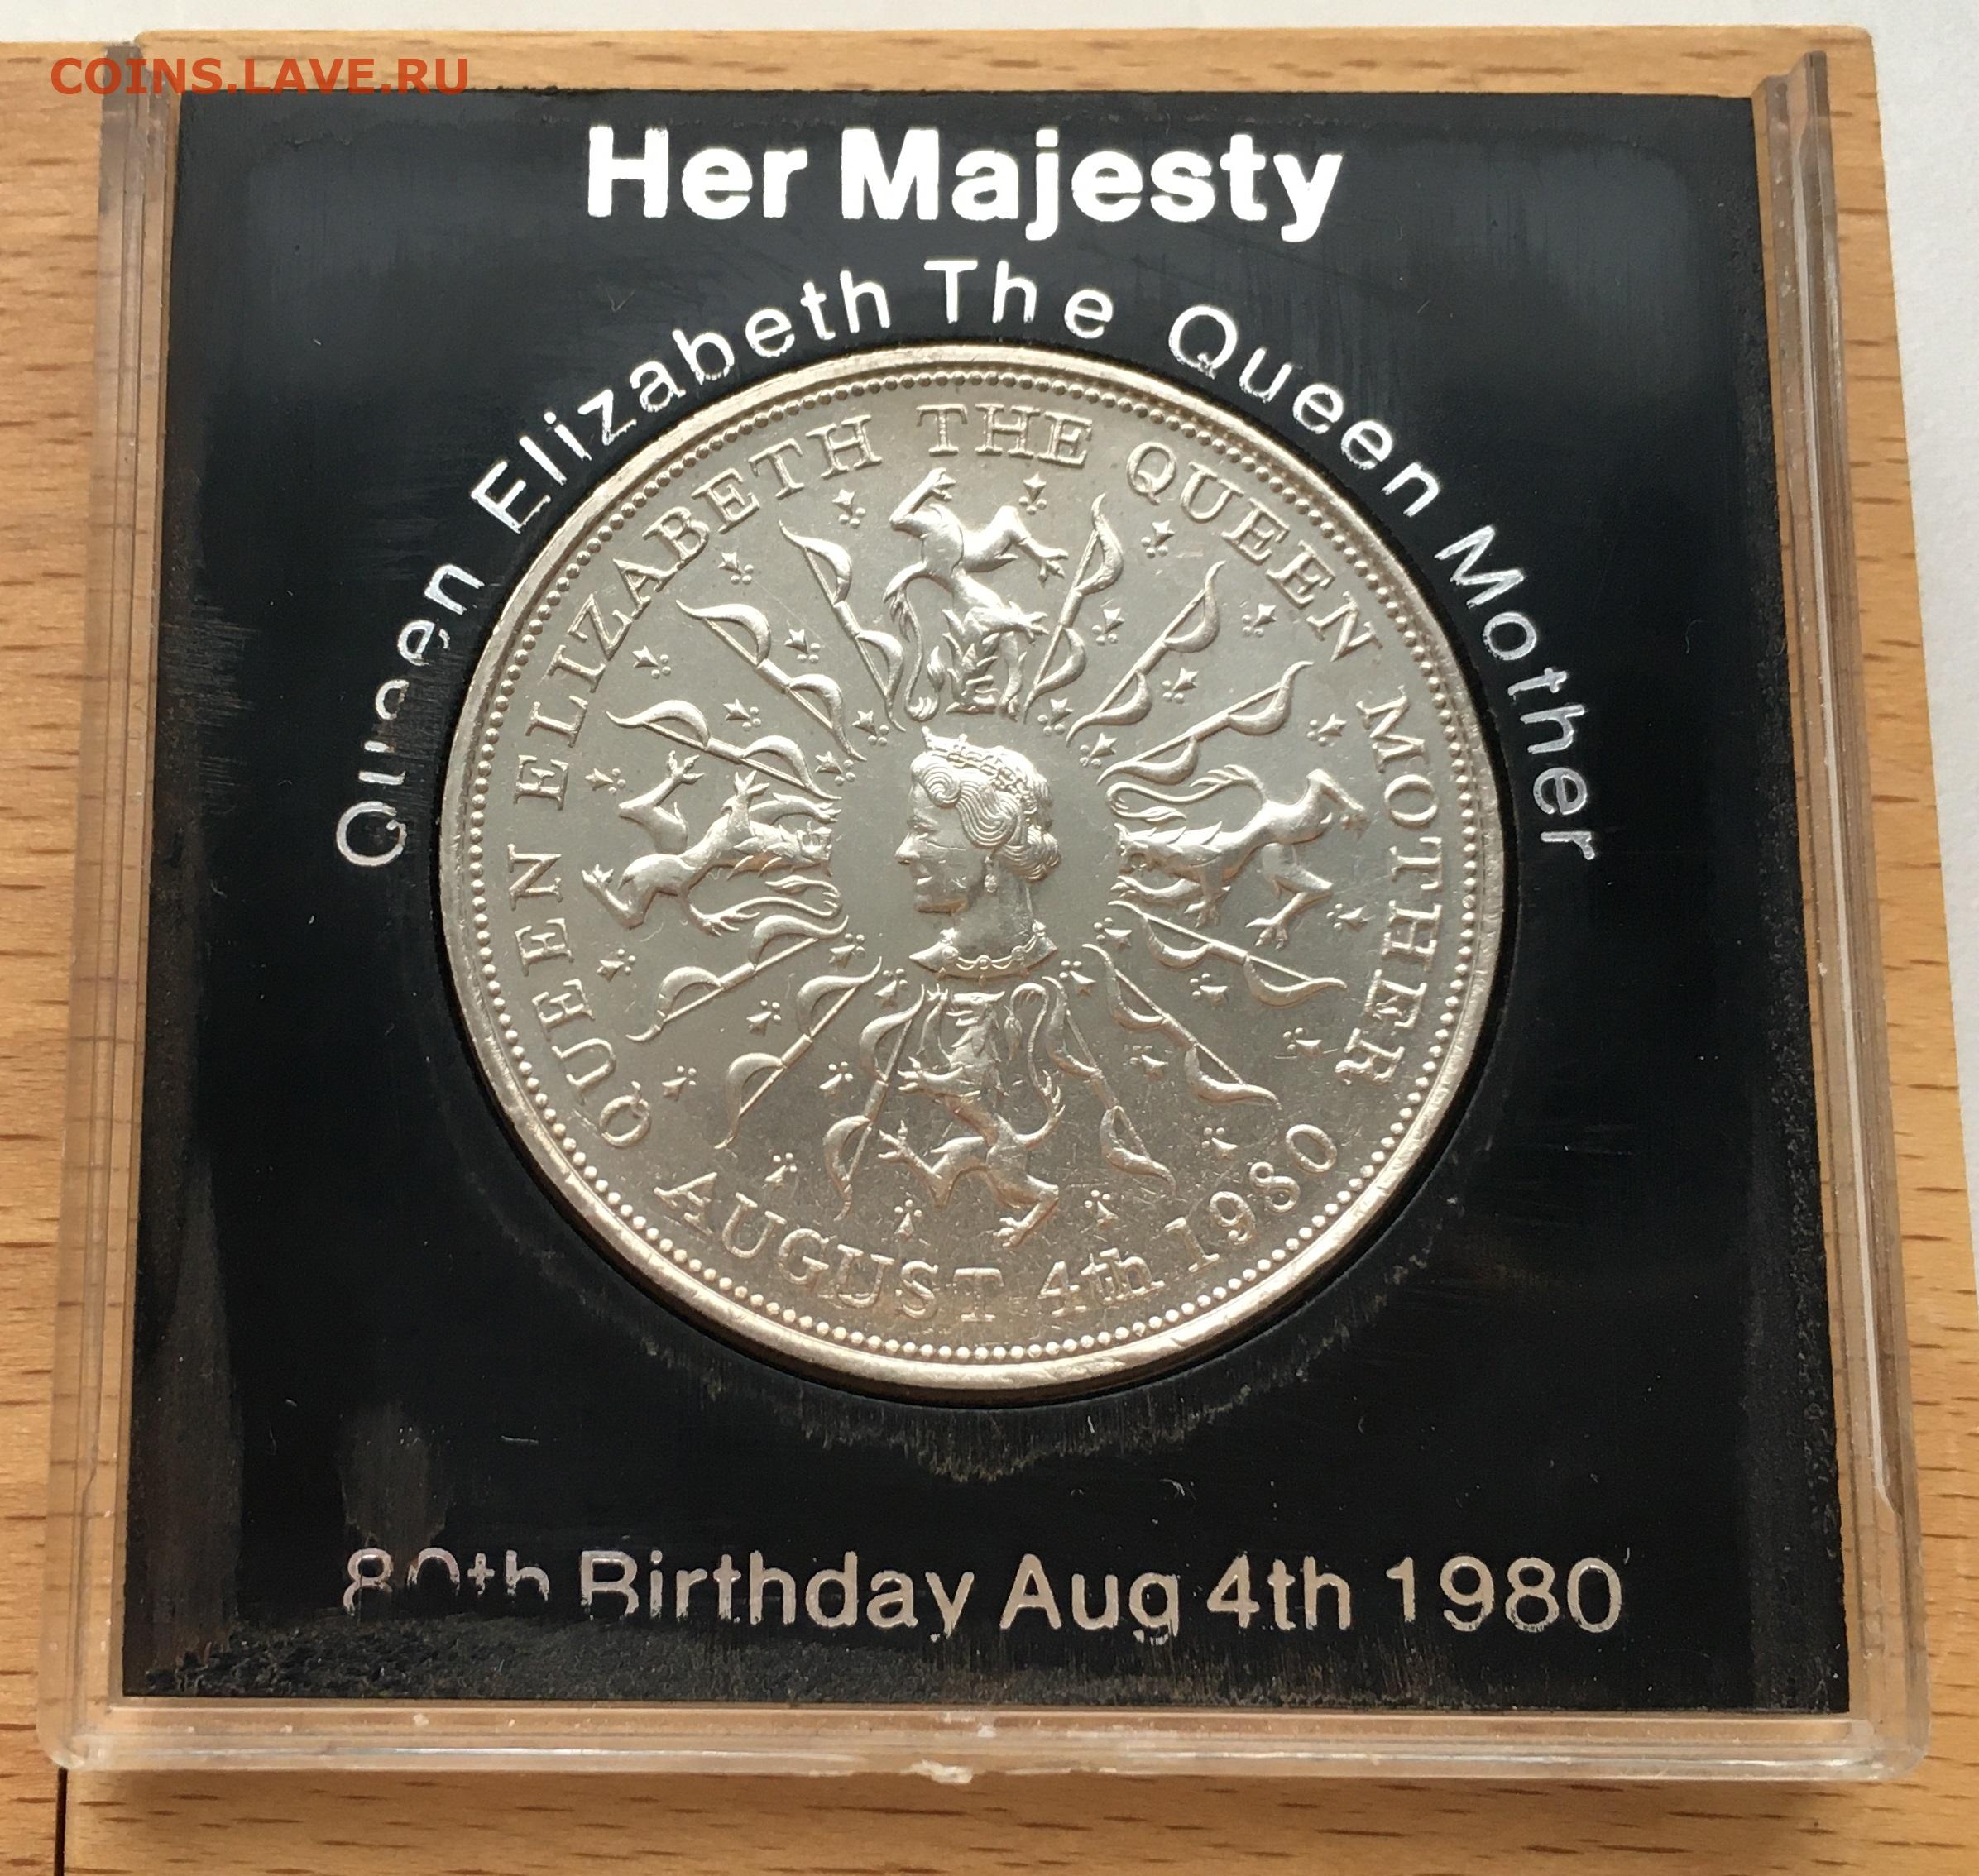 COINS.LAVE.RU
Her Majesty
Queen Elizabeth The Queen Mother
QUEEN ELIZABETH THE QUEEN MOTHER
AUGUST 4th 1980
80th Birthday Aug 4th 1980